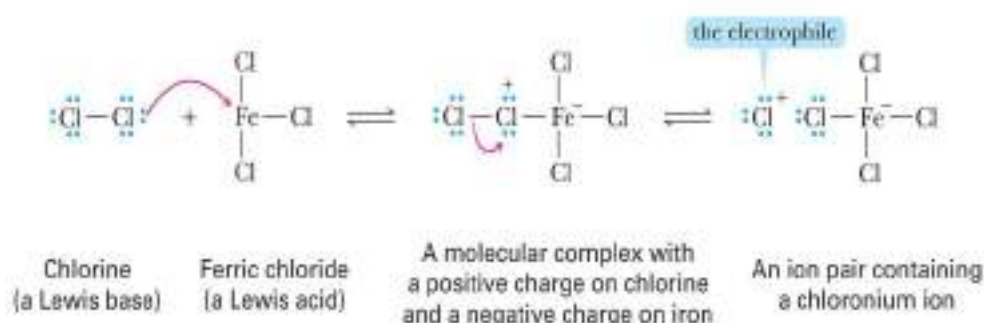 the electrophile
Cl Cl Cl
:Cl—Cl: + Fe—Cl ⇌ :Cl—Cl—Fe—Cl ⇌ :Cl :Cl—Fe—Cl
+ − + −
Cl Cl Cl
Chlorine
(a Lewis base)
Ferric chloride
(a Lewis acid)
A molecular complex with
a positive charge on chlorine
and a negative charge on iron
An ion pair containing
a chloronium ion